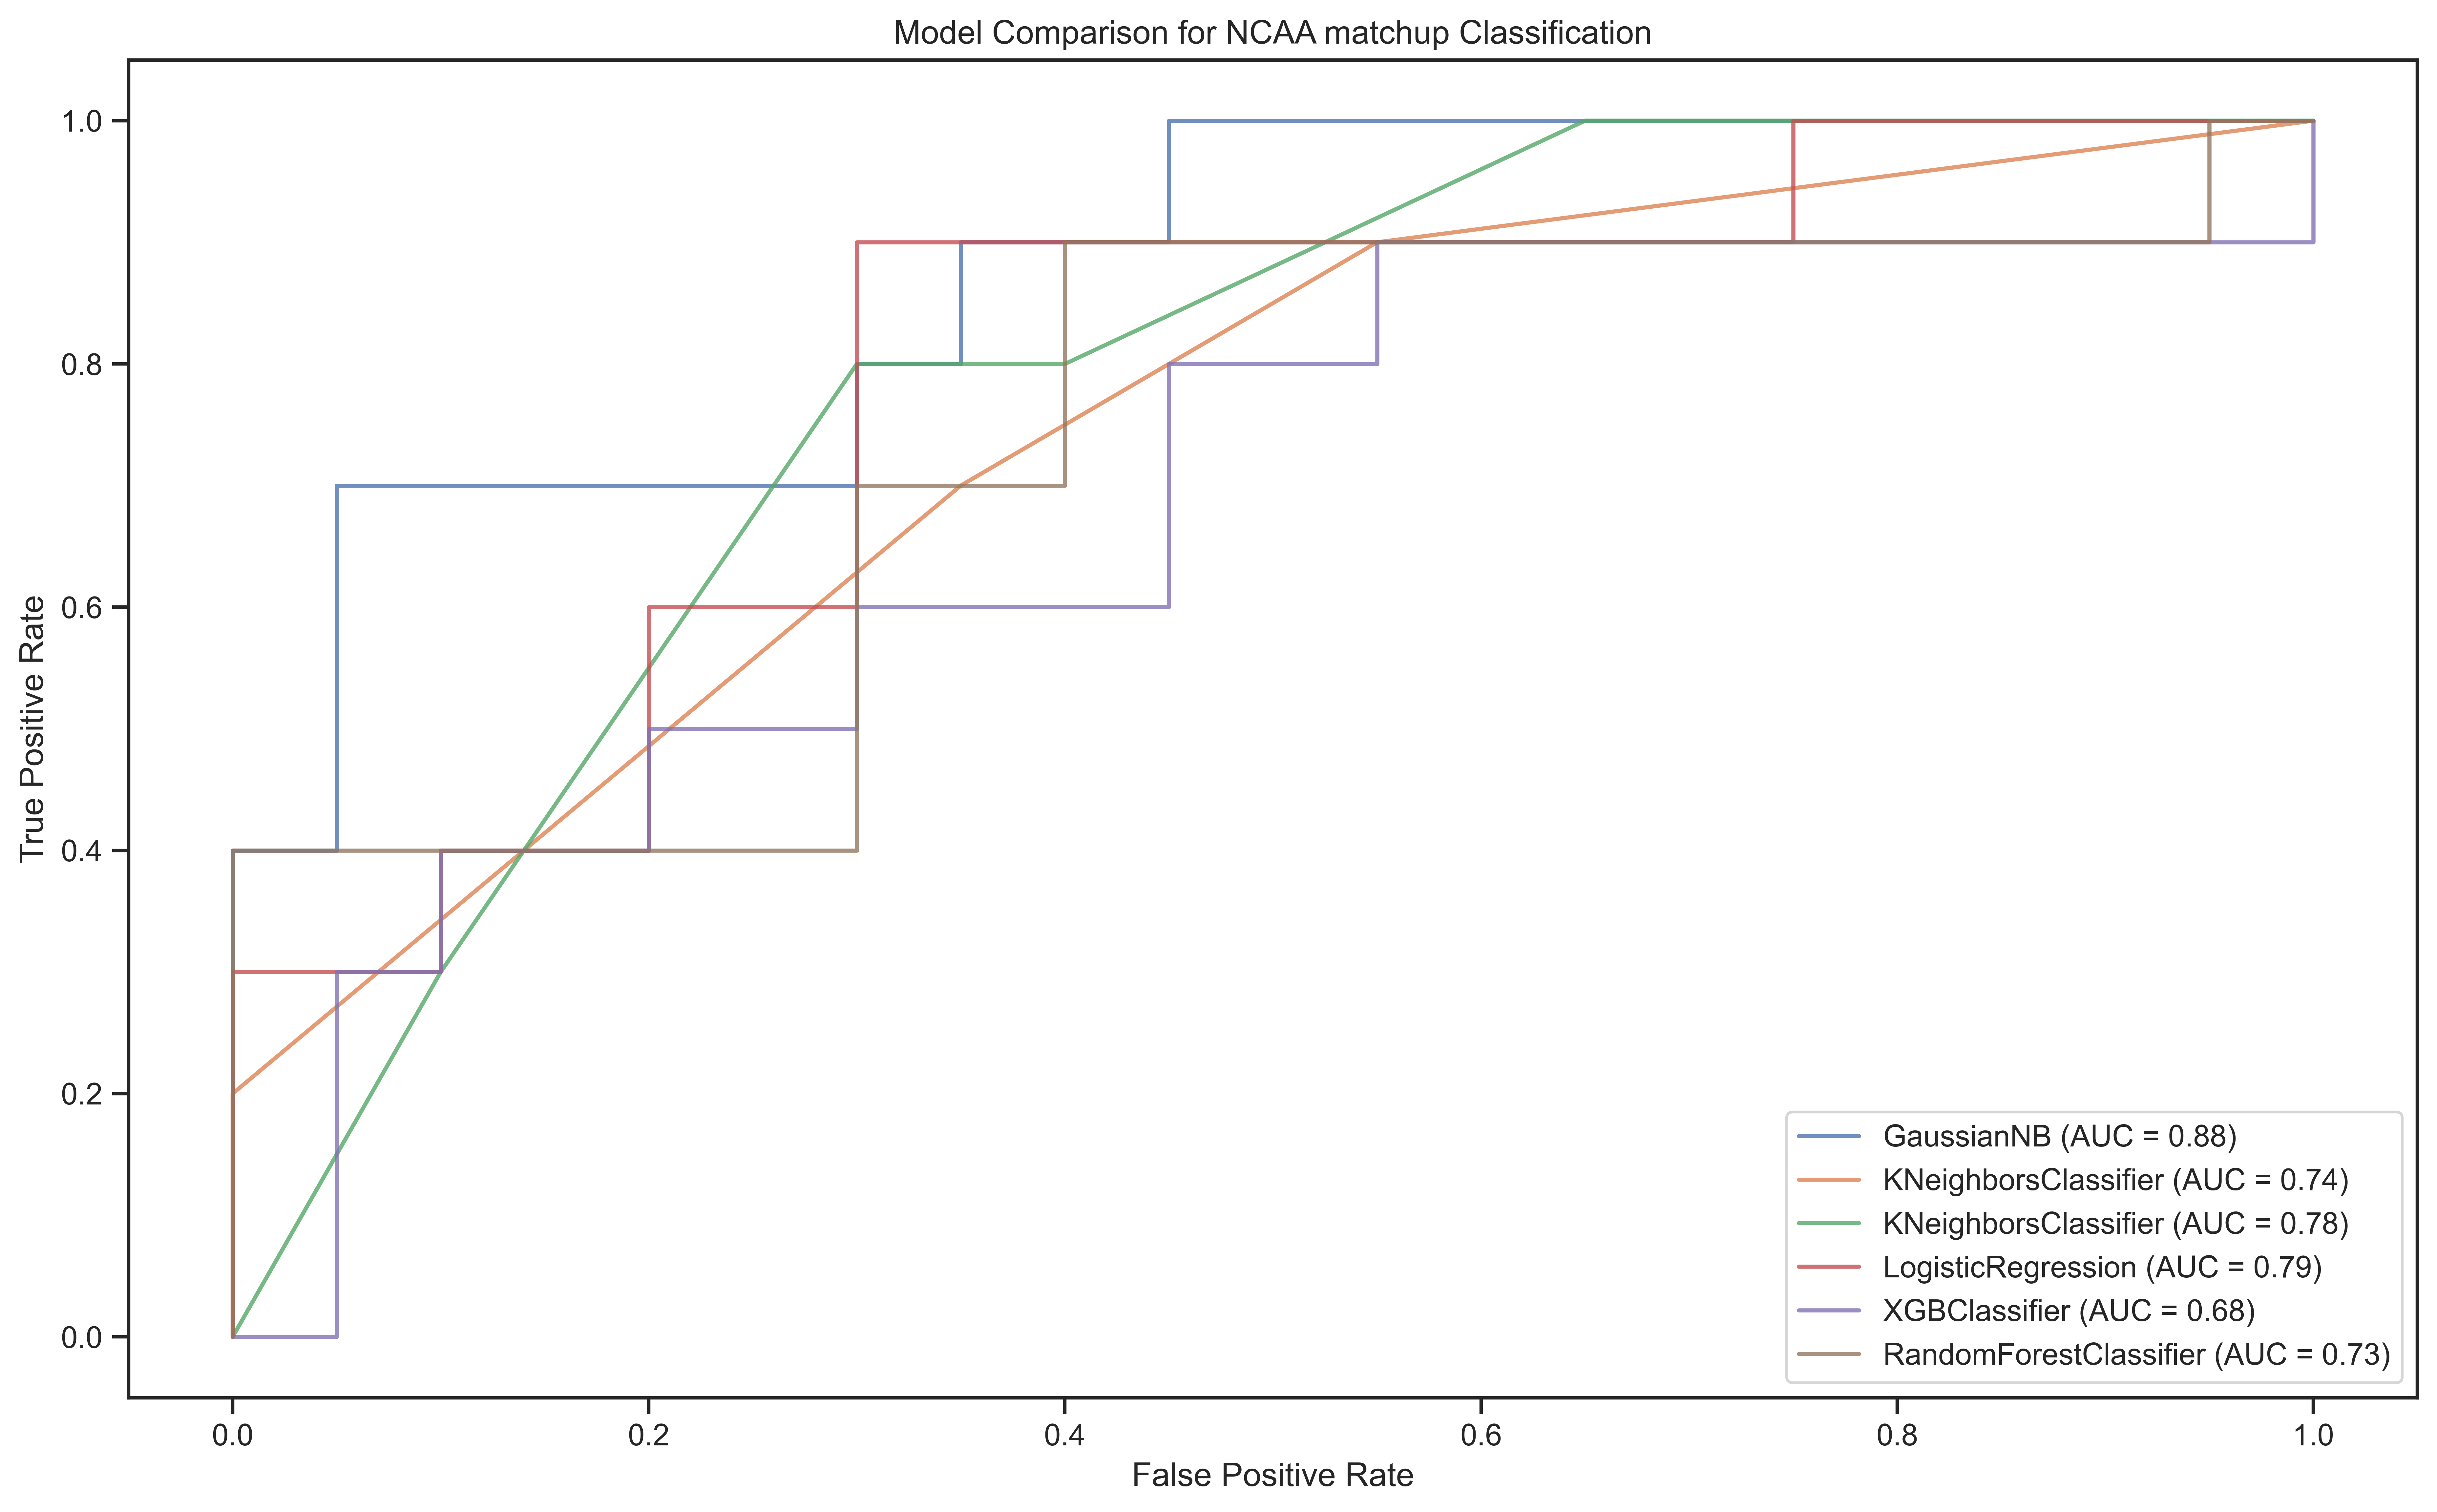 Model Comparison for NCAA matchup Classification
True Positive Rate
1.0
0.8
0.6
0.4
0.2
0.0
GaussianNB (AUC = 0.88)
KNeighborsClassifier (AUC = 0.74)
KNeighborsClassifier (AUC = 0.78)
LogisticRegression (AUC = 0.79)
XGBClassifier (AUC = 0.68)
RandomForestClassifier (AUC = 0.73)
0.0 0.2 0.4 0.6 0.8 1.0
False Positive Rate